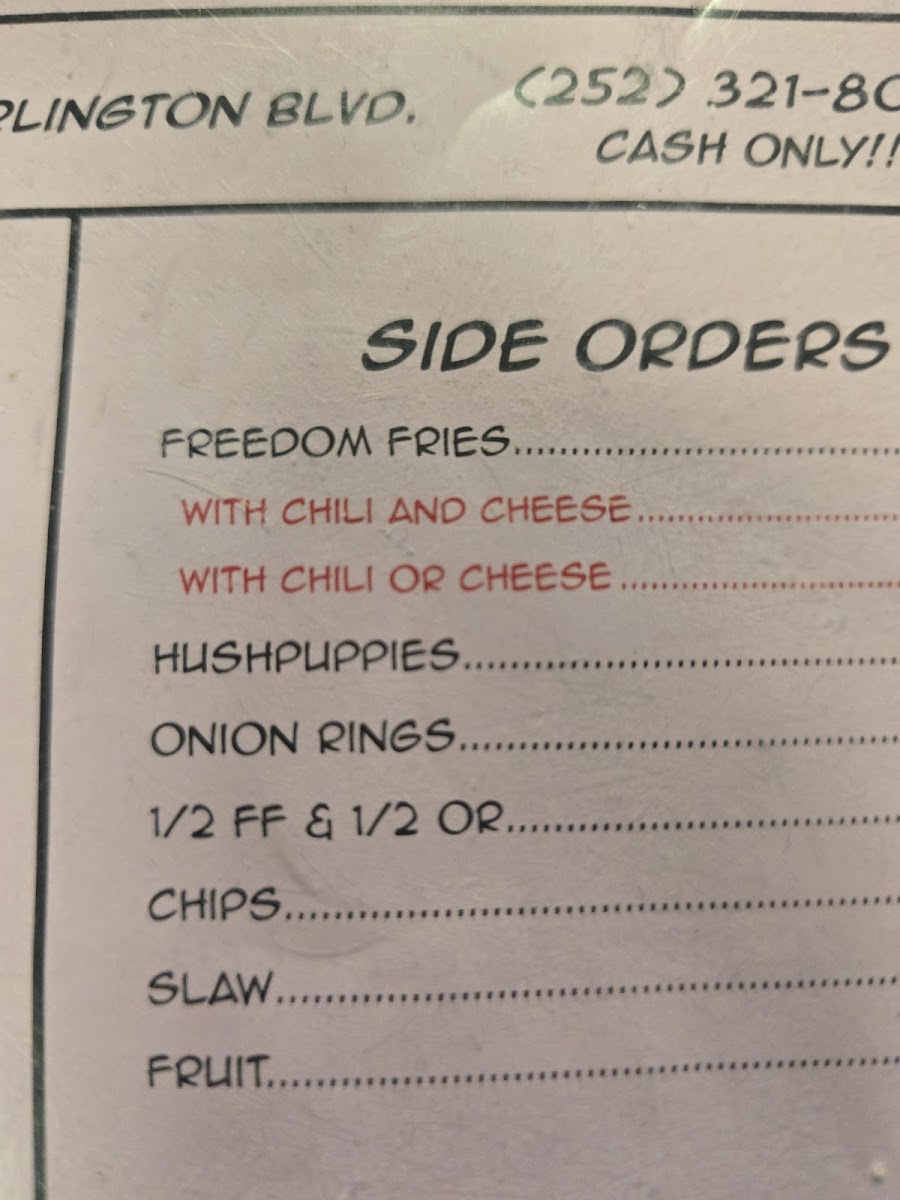 RLINGTON BLVD. (252) 321-80
CASH ONLY!!
SIDE ORDERS
FREEDOM FRIES
WITH CHILI AND CHEESE
WITH CHILI OR CHEESE
HUSHPUPPIES
ONION RINGS
1/2 FF & 1/2 OR
CHIPS
SLAW
FRUIT